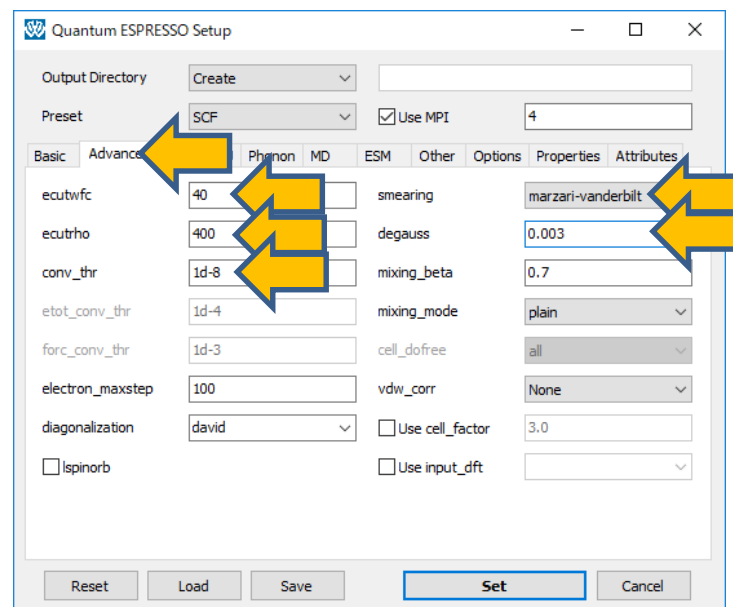 Quantum ESPRESSO Setup
Output Directory Create
Preset SCF Use MPI 4
Basic Phonon MD ESM Other Options Properties Attributes
ecutwfc 40 smearing marzari-vanderbilt
ecutrho 400 degauss 0.003
conv_thr 1d-8 mixing_beta 0.7
etot_conv_thr 1d-4 mixing_mode plain
forc_conv_thr 1d-3 cell_dofree all
electron_maxstep 100 vdw_corr None
diagonalization david Use cell_factor 3.0
lspinorb Use input_dft
Reset Load Save Set Cancel